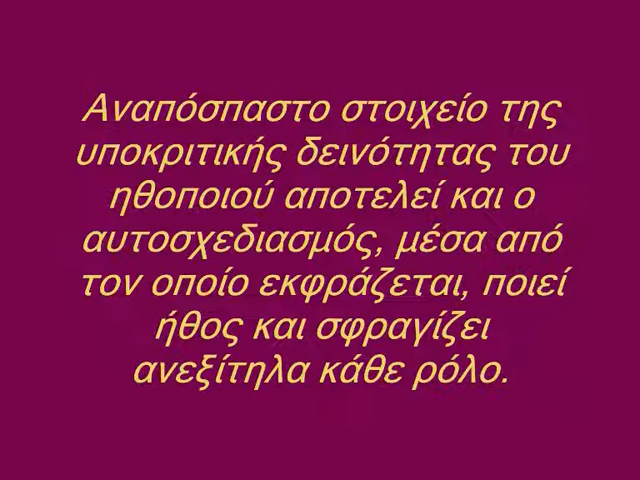 Αναπόσπαστο στοιχείο της
υποκριτικής δεινότητας του
ηθοποιού αποτελεί και ο
αυτοσχεδιασμός, μέσα από
τον οποίο εκφράζεται, ποιεί
ήθος και σφραγίζει
ανεξίτηλα κάθε ρόλο.